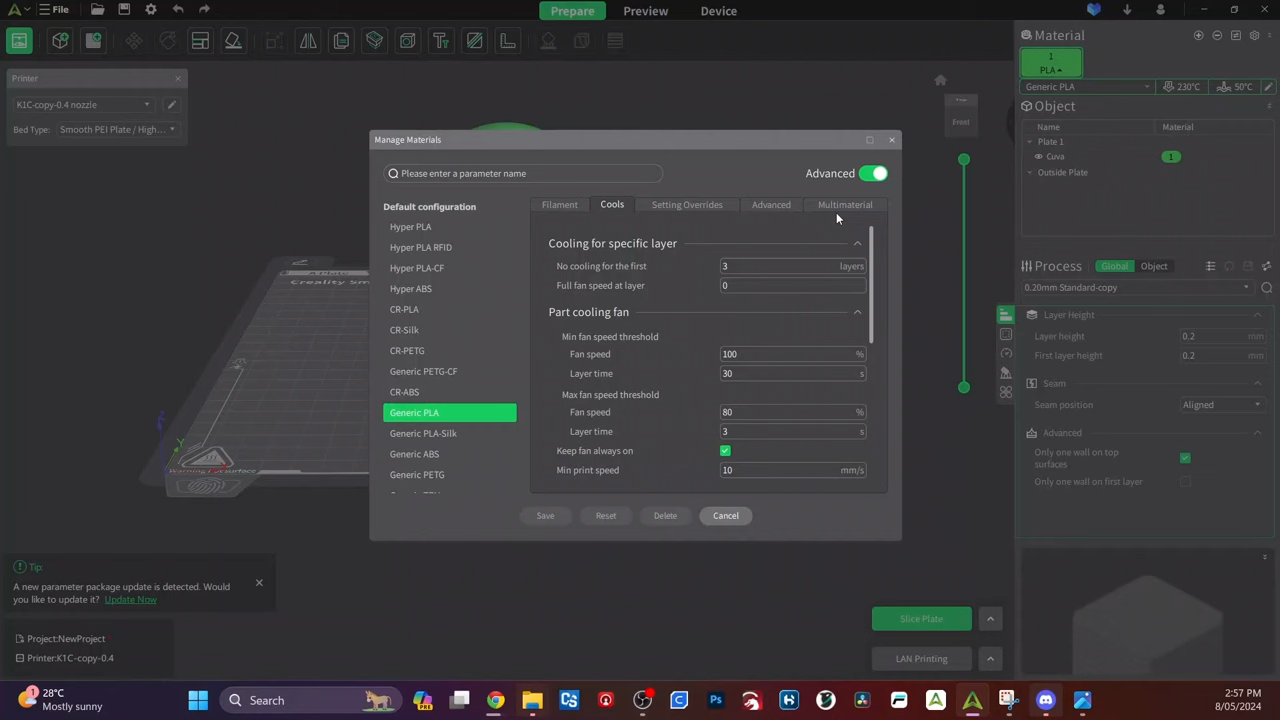 File
Prepare
Preview
Device
Printer
K1C-copy-0.4 nozzle
Bed Type:
Smooth PEI Plate / High...
Front
Manage Materials
Please enter a parameter name
Advanced
Default configuration
Hyper PLA
Hyper PLA RFID
Hyper PLA-CF
Hyper ABS
CR-PLA
CR-Silk
CR-PETG
Generic PETG-CF
CR-ABS
Generic PLA
Generic PLA-Silk
Generic ABS
Generic PETG
Filament
Cools
Setting Overrides
Advanced
Multimaterial
Cooling for specific layer
No cooling for the first 3 layers
Full fan speed at layer 0
Part cooling fan
Min fan speed threshold
Fan speed 100 %
Layer time 30 s
Max fan speed threshold
Fan speed 80 %
Layer time 3 s
Keep fan always on
Min print speed 10 mm/s
Save
Reset
Delete
Cancel
Material
1
PLA
Generic PLA
230°C
50°C
Object
Name
Material
Plate 1
Cuva
1
Outside Plate
Process
Global
Object
0.20mm Standard-copy
Layer Height
Layer height 0.2 mm
First layer height 0.2 mm
Seam
Seam position Aligned
Advanced
Only one wall on top
surfaces
Only one wall on first layer
Tip:
A new parameter package update is detected. Would
you like to update it? Update Now
Project:NewProject
Printer:K1C-copy-0.4
Slice Plate
LAN Printing
1
28°C
Mostly sunny
Search
PRE
2:57 PM
8/05/2024